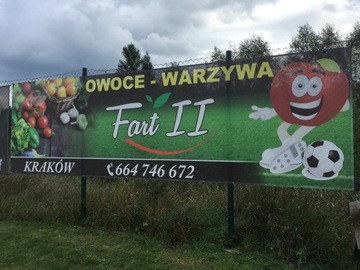 OWOCE - WARZYWA
Fart II
KRAKÓW 664 746 672